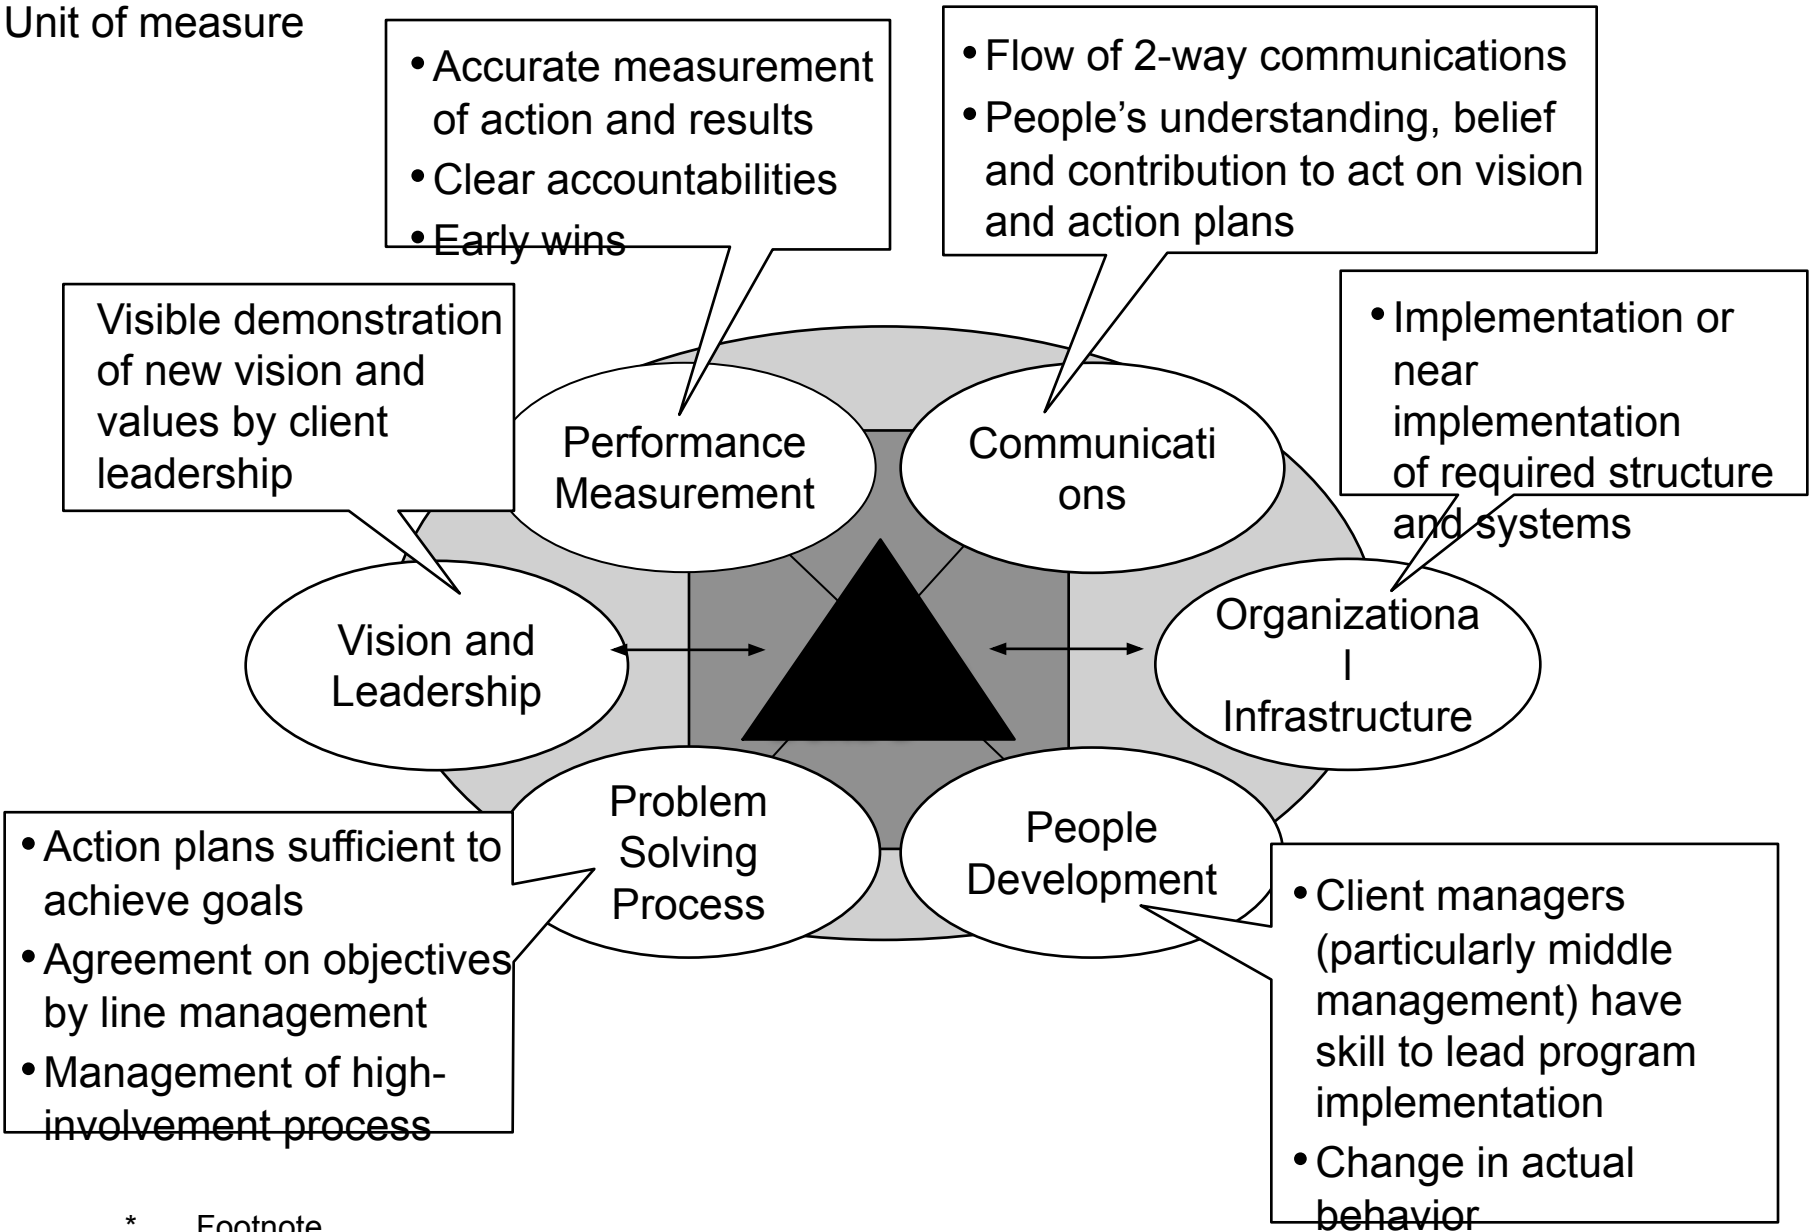 Unit of measure
• Accurate measurement
of action and results
• Clear accountabilities
• Early wins
• Flow of 2-way communications
• People’s understanding, belief
and contribution to act on vision
and action plans
Visible demonstration
of new vision and
values by client
leadership
• Implementation or
near
implementation
of required structure
and systems
Performance
Measurement
Communicati
ons
Vision and
Leadership
Organizationa
l
Infrastructure
Problem
Solving
Process
People
Development
• Action plans sufficient to
achieve goals
• Agreement on objectives
by line management
• Management of high-
involvement process
• Client managers
(particularly middle
management) have
skill to lead program
implementation
• Change in actual
behavior
* Footnote